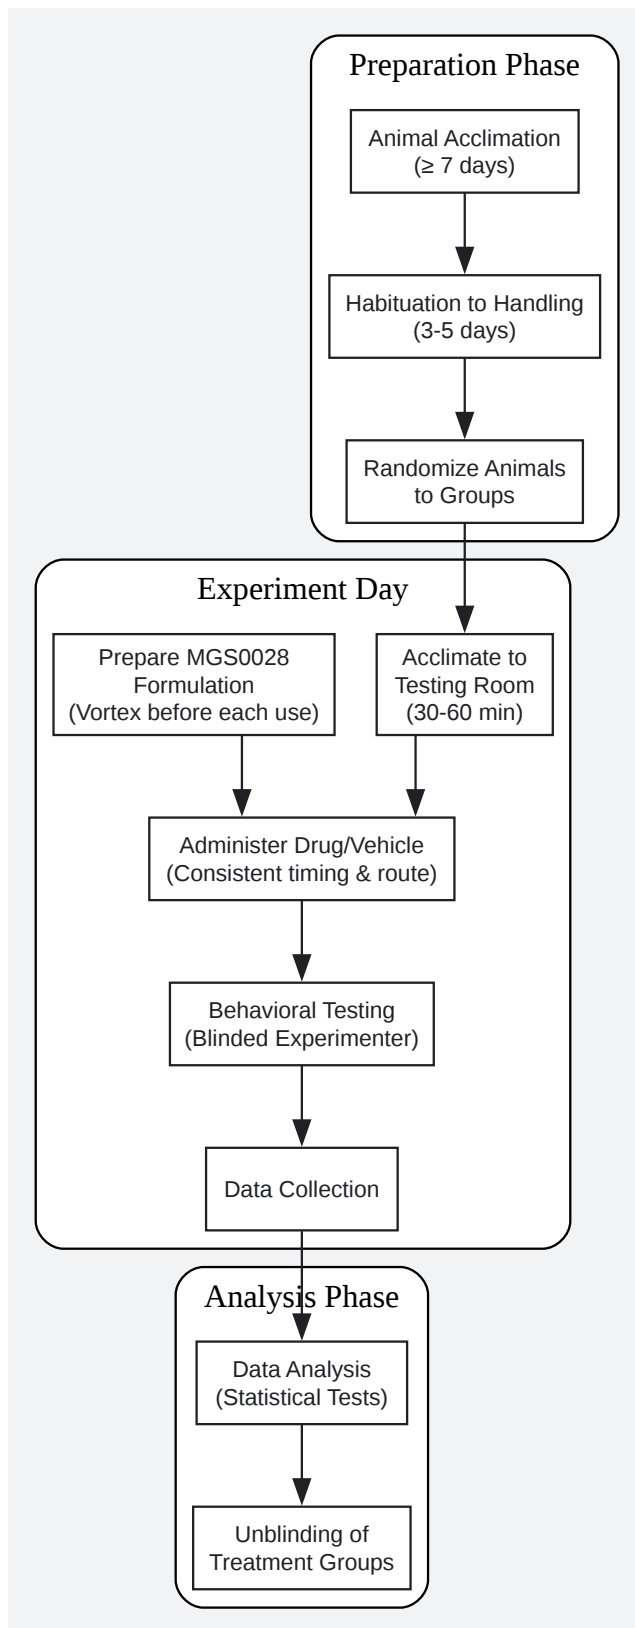 Preparation Phase
Animal Acclimation
(≥ 7 days)
Habituation to Handling
(3-5 days)
Randomize Animals
to Groups
Experiment Day
Prepare MGS0028
Formulation
(Vortex before each use)
Acclimate to
Testing Room
(30-60 min)
Administer Drug/Vehicle
(Consistent timing & route)
Behavioral Testing
(Blinded Experimenter)
Data Collection
Analysis Phase
Data Analysis
(Statistical Tests)
Unblinding of
Treatment Groups